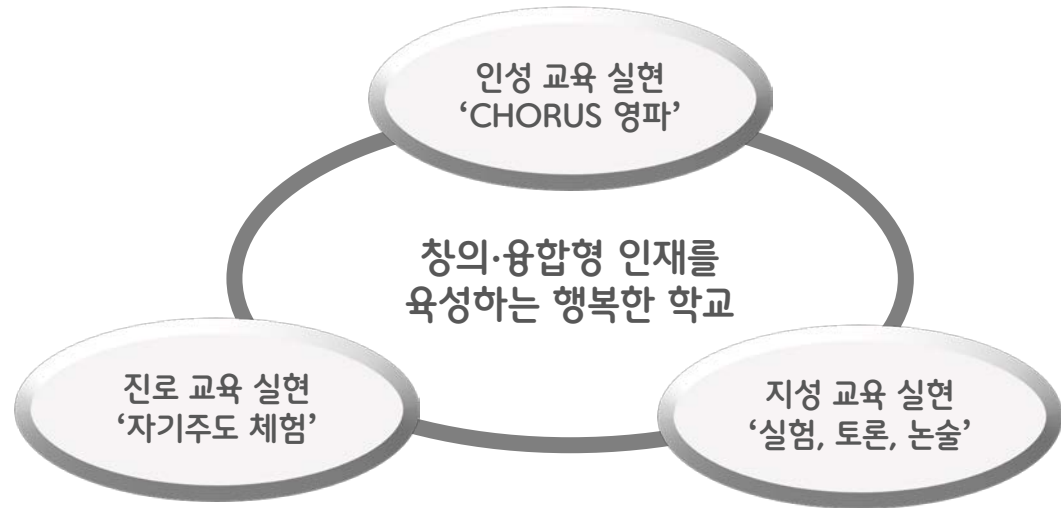 인성 교육 실현
‘CHORUS 영파’
창의·융합형 인재를
육성하는 행복한 학교
진로 교육 실현
‘자기주도 체험’
지성 교육 실현
‘실험, 토론, 논술’